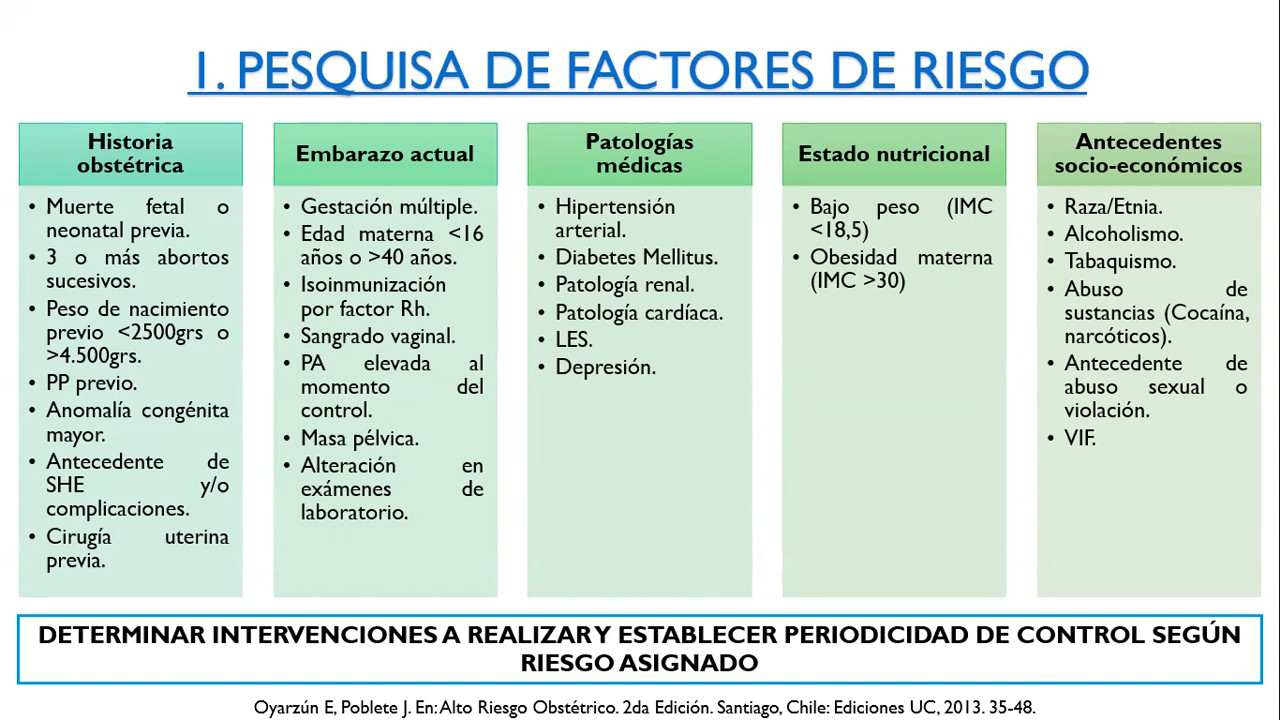 1. PESQUISA DE FACTORES DE RIESGO
Historia
obstétrica
• Muerte fetal o
neonatal previa.
• 3 o más abortos
sucesivos.
• Peso de nacimiento
previo <2500grs o
>4.500grs.
• PP previo.
• Anomalía congénita
mayor.
• Antecedente de
SHE y/o
complicaciones.
• Cirugía uterina
previa.
Embarazo actual
• Gestación múltiple.
• Edad materna <16
años o >40 años.
• Isoinmunización
por factor Rh.
• Sangrado vaginal.
• PA elevada al
momento del
control.
• Masa pélvica.
• Alteración en
exámenes de
laboratorio.
Patologías
médicas
• Hipertensión
arterial.
• Diabetes Mellitus.
• Patología renal.
• Patología cardíaca.
• LES.
• Depresión.
Estado nutricional
• Bajo peso (IMC
<18,5)
• Obesidad materna
(IMC >30)
Antecedentes
socio-económicos
• Raza/Etnia.
• Alcoholismo.
• Tabaquismo.
• Abuso de
sustancias (Cocaína,
narcóticos).
• Antecedente de
abuso sexual o
violación.
• VIF.
DETERMINAR INTERVENCIONES A REALIZAR Y ESTABLECER PERIODICIDAD DE CONTROL SEGÚN
RIESGO ASIGNADO
Oyarzún E, Poblete J. En: Alto Riesgo Obstétrico. 2da Edición. Santiago, Chile: Ediciones UC, 2013. 35-48.